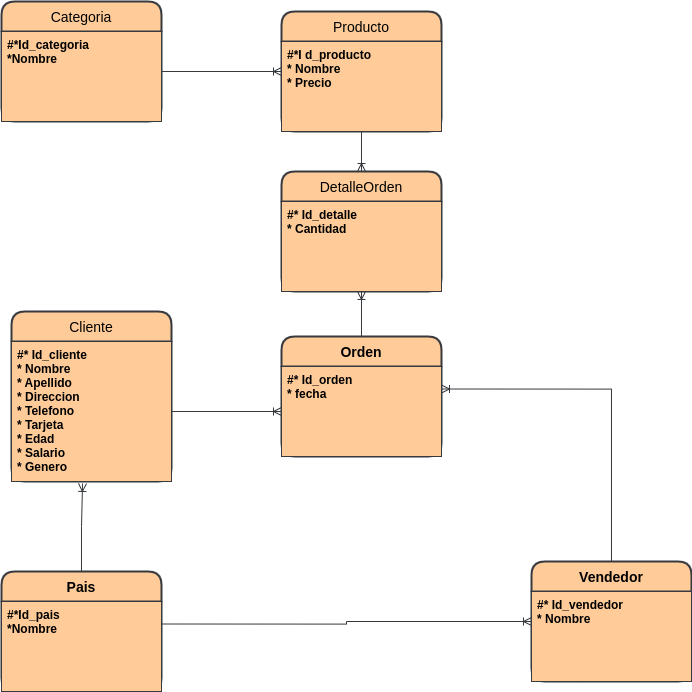 Categoria
#*Id_categoria
*Nombre
Producto
#*I d_producto
* Nombre
* Precio
DetalleOrden
#* Id_detalle
* Cantidad
Cliente
#* Id_cliente
* Nombre
* Apellido
* Direccion
* Telefono
* Tarjeta
* Edad
* Salario
* Genero
Orden
#* Id_orden
* fecha
Pais
#*Id_pais
*Nombre
Vendedor
#* Id_vendedor
* Nombre